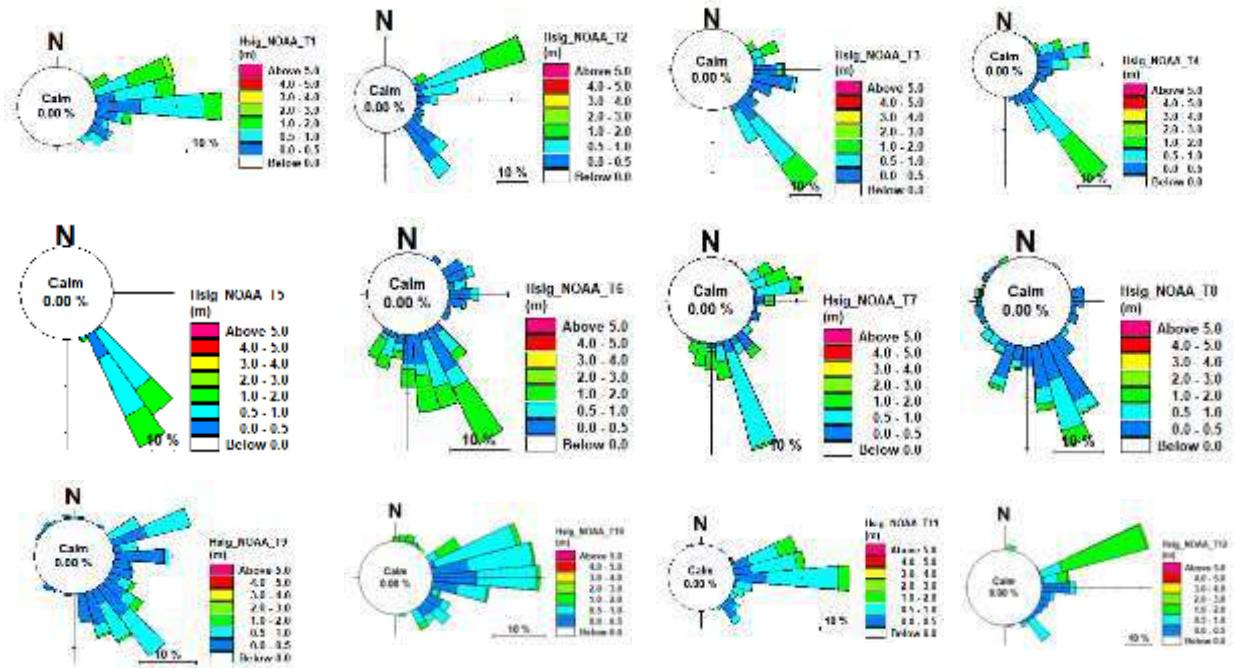 N
Calm
0.00 %
10 %
Hsig_NOAA_T1
(m)
Above 5.0
4.0 - 5.0
3.0 - 4.0
2.0 - 3.0
1.0 - 2.0
0.5 - 1.0
0.0 - 0.5
Below 0.0
N
Calm
0.00 %
10 %
Hsig_NOAA_T2
(m)
Above 5.0
4.0 - 5.0
3.0 - 4.0
2.0 - 3.0
1.0 - 2.0
0.5 - 1.0
0.0 - 0.5
Below 0.0
N
Calm
0.00 %
10 %
Hsig_NOAA_T3
(m)
Above 5.0
4.0 - 5.0
3.0 - 4.0
2.0 - 3.0
1.0 - 2.0
0.5 - 1.0
0.0 - 0.5
Below 0.0
N
Calm
0.00 %
10 %
Hsig_NOAA_T4
(m)
Above 5.0
4.0 - 5.0
3.0 - 4.0
2.0 - 3.0
1.0 - 2.0
0.5 - 1.0
0.0 - 0.5
Below 0.0
N
Calm
0.00 %
10 %
Hsig_NOAA_T5
(m)
Above 5.0
4.0 - 5.0
3.0 - 4.0
2.0 - 3.0
1.0 - 2.0
0.5 - 1.0
0.0 - 0.5
Below 0.0
N
Calm
0.00 %
10 %
Hsig_NOAA_T6
(m)
Above 5.0
4.0 - 5.0
3.0 - 4.0
2.0 - 3.0
1.0 - 2.0
0.5 - 1.0
0.0 - 0.5
Below 0.0
N
Calm
0.00 %
10 %
Hsig_NOAA_T7
(m)
Above 5.0
4.0 - 5.0
3.0 - 4.0
2.0 - 3.0
1.0 - 2.0
0.5 - 1.0
0.0 - 0.5
Below 0.0
N
Calm
0.00 %
10 %
Hsig_NOAA_T8
(m)
Above 5.0
4.0 - 5.0
3.0 - 4.0
2.0 - 3.0
1.0 - 2.0
0.5 - 1.0
0.0 - 0.5
Below 0.0
N
Calm
0.00 %
10 %
Hsig_NOAA_T9
(m)
Above 5.0
4.0 - 5.0
3.0 - 4.0
2.0 - 3.0
1.0 - 2.0
0.5 - 1.0
0.0 - 0.5
Below 0.0
N
Calm
0.00 %
10 %
Hsig_NOAA_T10
(m)
Above 5.0
4.0 - 5.0
3.0 - 4.0
2.0 - 3.0
1.0 - 2.0
0.5 - 1.0
0.0 - 0.5
Below 0.0
N
Calm
0.00 %
10 %
Hsig_NOAA_T11
(m)
Above 5.0
4.0 - 5.0
3.0 - 4.0
2.0 - 3.0
1.0 - 2.0
0.5 - 1.0
0.0 - 0.5
Below 0.0
N
Calm
0.00 %
10 %
(m)
Above 5.0
4.0 - 5.0
3.0 - 4.0
2.0 - 3.0
1.0 - 2.0
0.5 - 1.0
0.0 - 0.5
Below 0.0